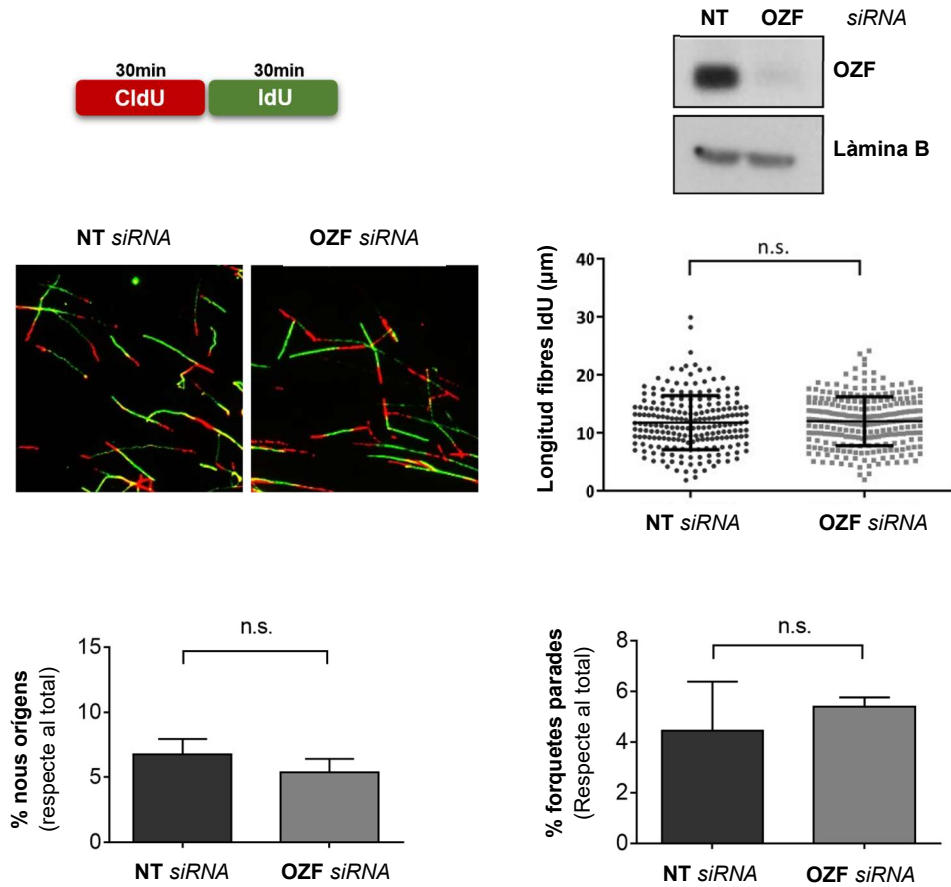 30min 30min
CldU IdU
NT OZF siRNA
OZF
Làmina B
NT siRNA OZF siRNA
n.s.
Longitud fibres IdU (µm)
40
30
20
10
0
NT siRNA OZF siRNA
n.s.
% nous orígens
(respecte al total)
15
10
5
0
NT siRNA OZF siRNA
n.s.
% forquetes parades
(Respecte al total)
8
6
4
2
0
NT siRNA OZF siRNA